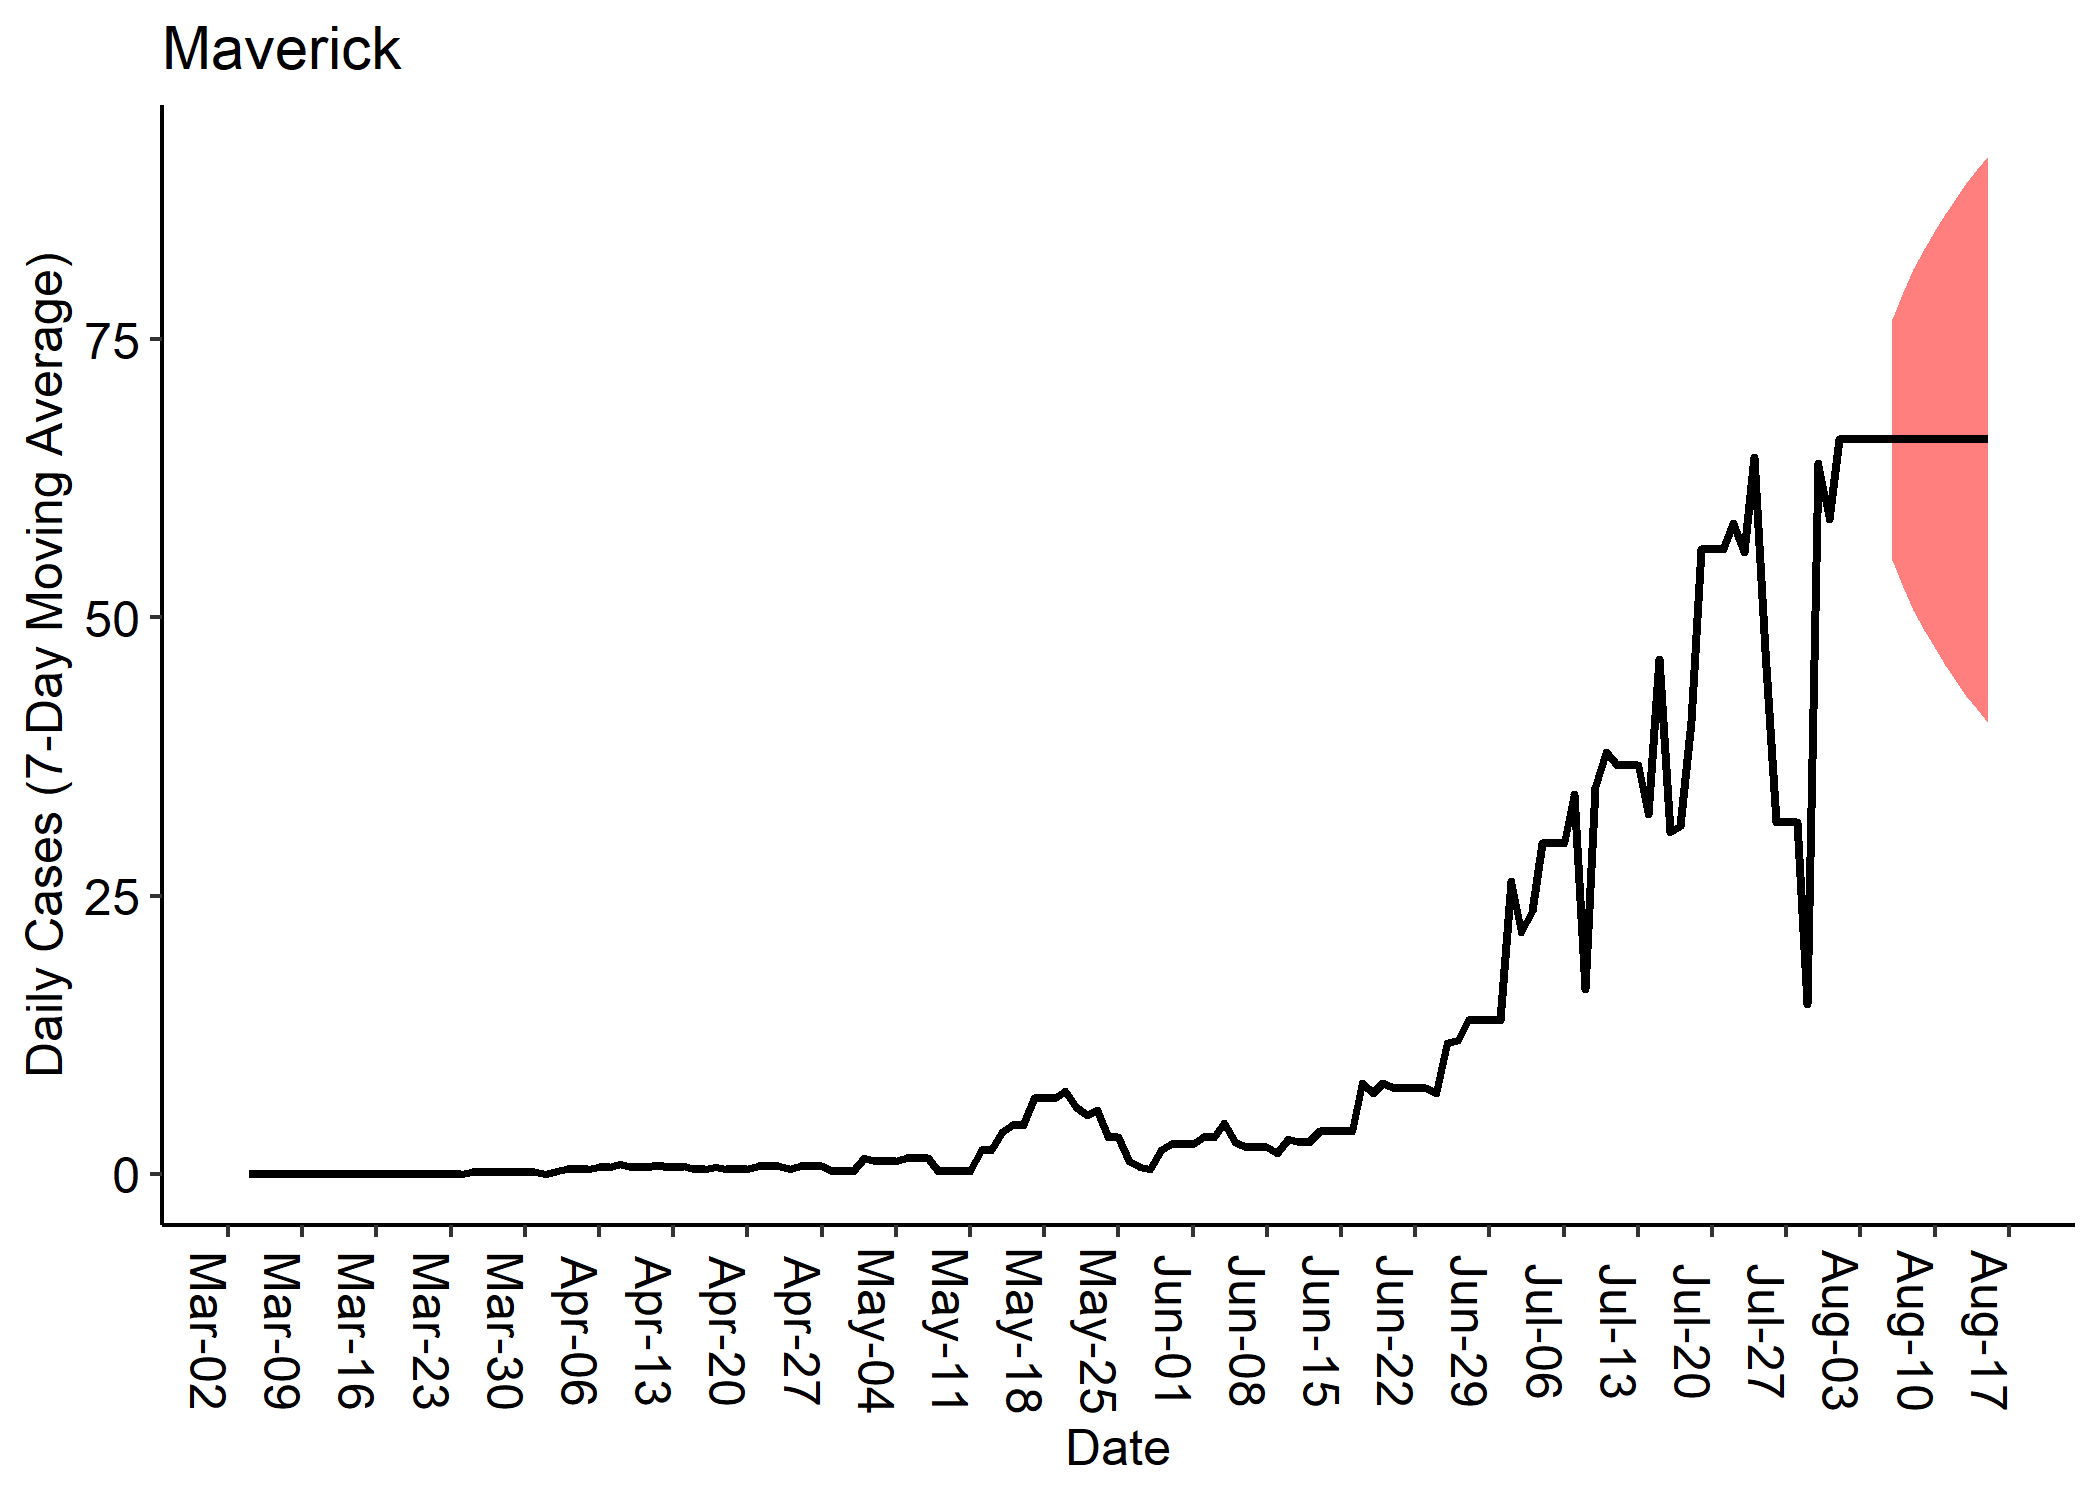 Maverick
Daily Cases (7-Day Moving Average)
75
50
25
0
Mar-02
Mar-09
Mar-16
Mar-23
Mar-30
Apr-06
Apr-13
Apr-20
Apr-27
May-04
May-11
May-18
May-25
Jun-01
Jun-08
Jun-15
Jun-22
Jun-29
Jul-06
Jul-13
Jul-20
Jul-27
Aug-03
Aug-10
Aug-17
Date